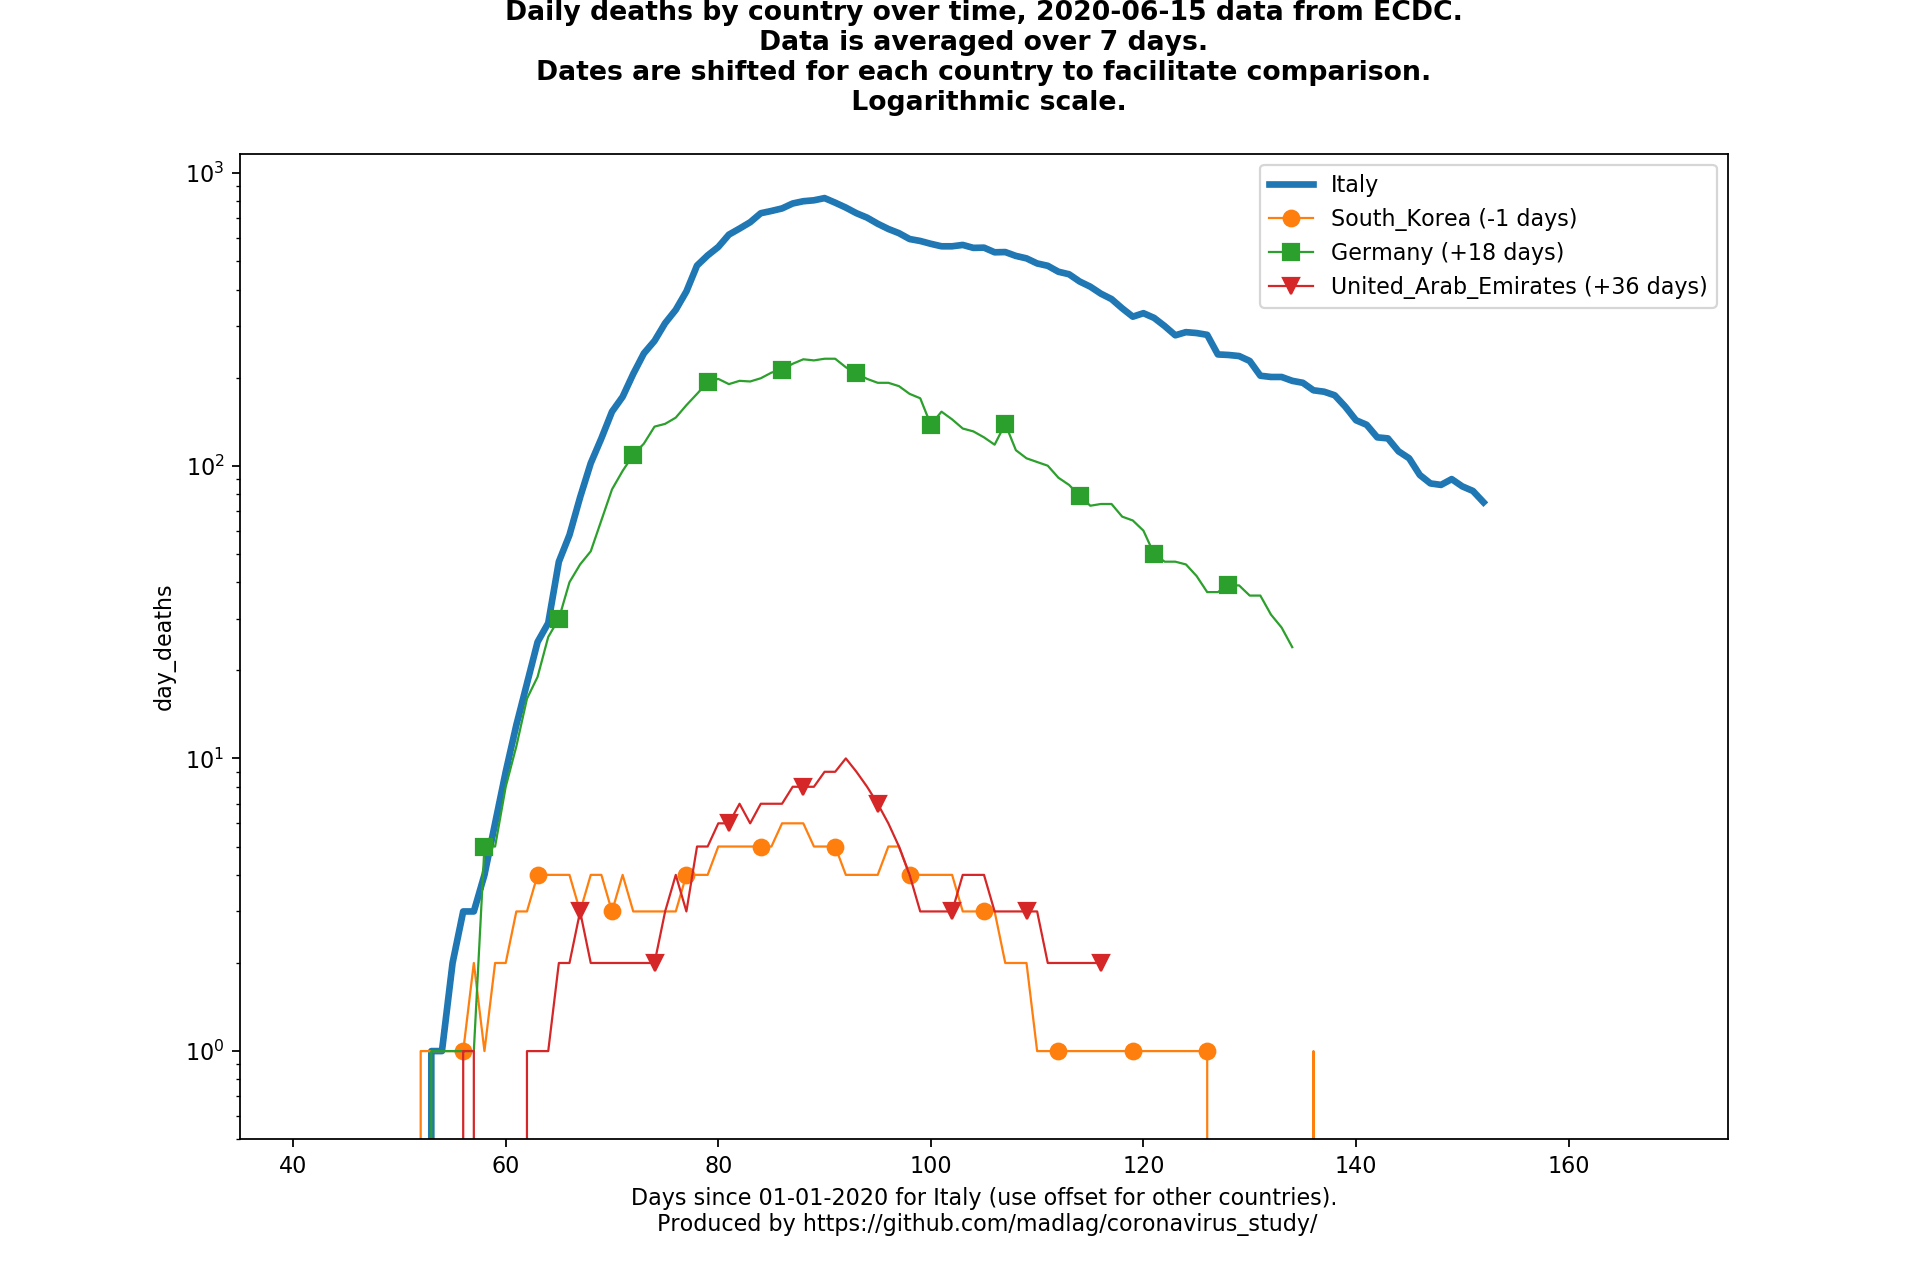 Daily deaths by country over time, 2020-06-15 data from ECDC.
Data is averaged over 7 days.
Dates are shifted for each country to facilitate comparison.
Logarithmic scale.
Italy
South_Korea (-1 days)
Germany (+18 days)
United_Arab_Emirates (+36 days)
10³
10²
10¹
10⁰
day_deaths
40 60 80 100 120 140 160
Days since 01-01-2020 for Italy (use offset for other countries).
Produced by https://github.com/madlag/coronavirus_study/